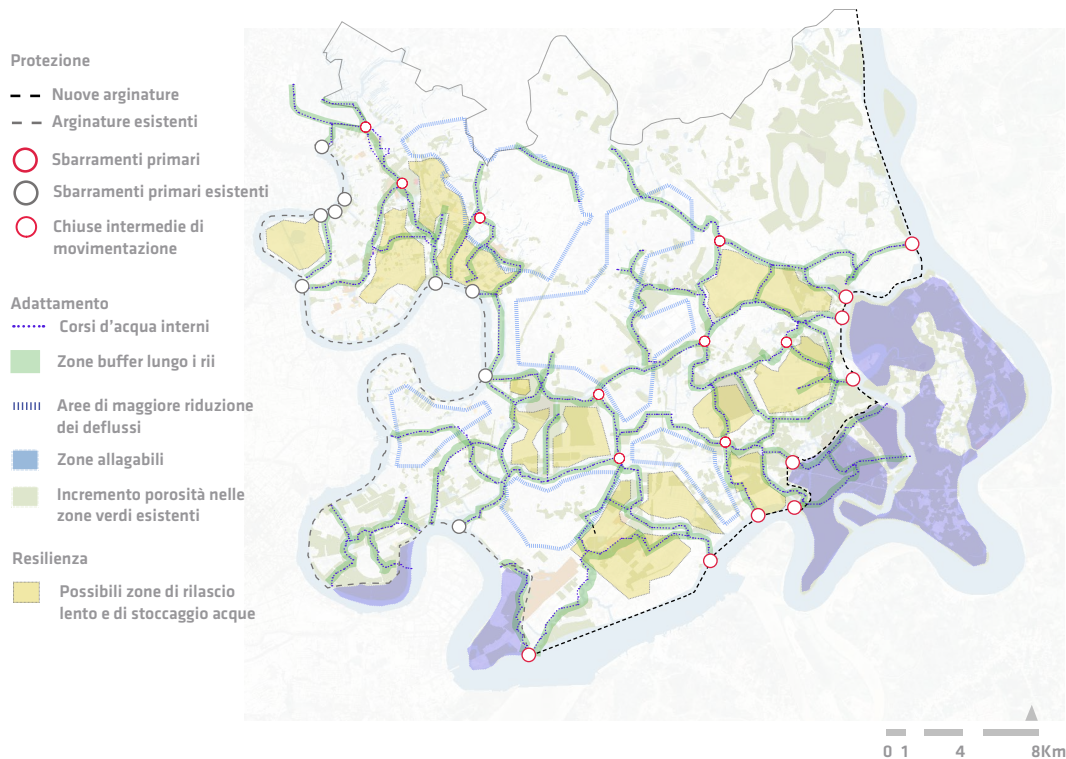 Protezione
Nuove arginature
Arginature esistenti
Sbarramenti primari
Sbarramenti primari esistenti
Chiuse intermedie di
movimentazione
Adattamento
Corsi d'acqua interni
Zone buffer lungo i rii
Aree di maggiore riduzione
dei deflussi
Zone allagabili
Incremento porosità nelle
zone verdi esistenti
Resilienza
Possibili zone di rilascio
lento e di stoccaggio acque
0 1 4 8Km